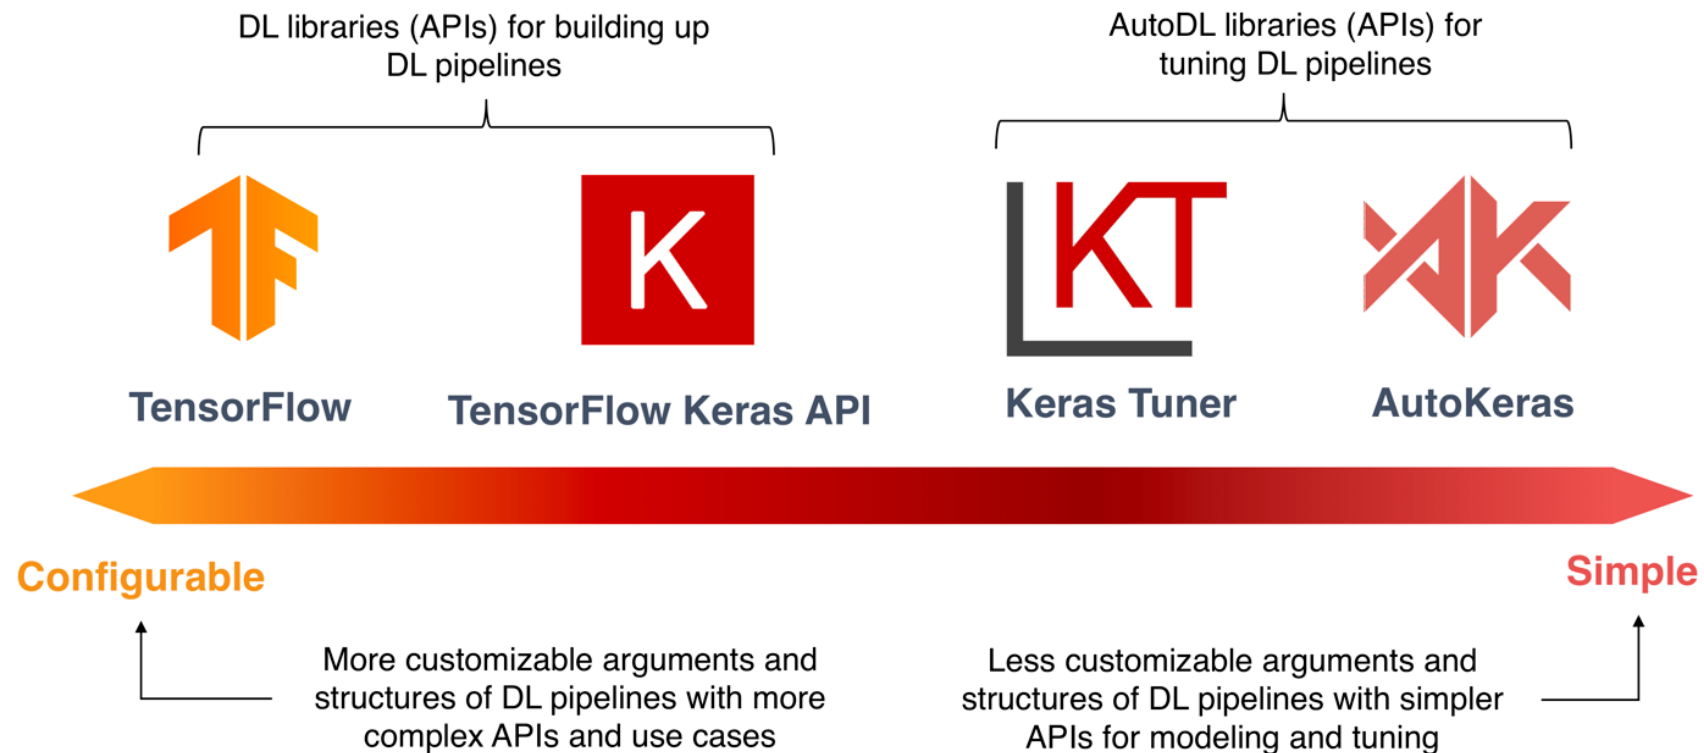 DL libraries (APIs) for building up
DL pipelines
AutoDL libraries (APIs) for
tuning DL pipelines
TF
K
KT
AK
TensorFlow
TensorFlow Keras API
Keras Tuner
AutoKeras
Configurable
Simple
More customizable arguments and
structures of DL pipelines with more
complex APIs and use cases
Less customizable arguments and
structures of DL pipelines with simpler
APIs for modeling and tuning